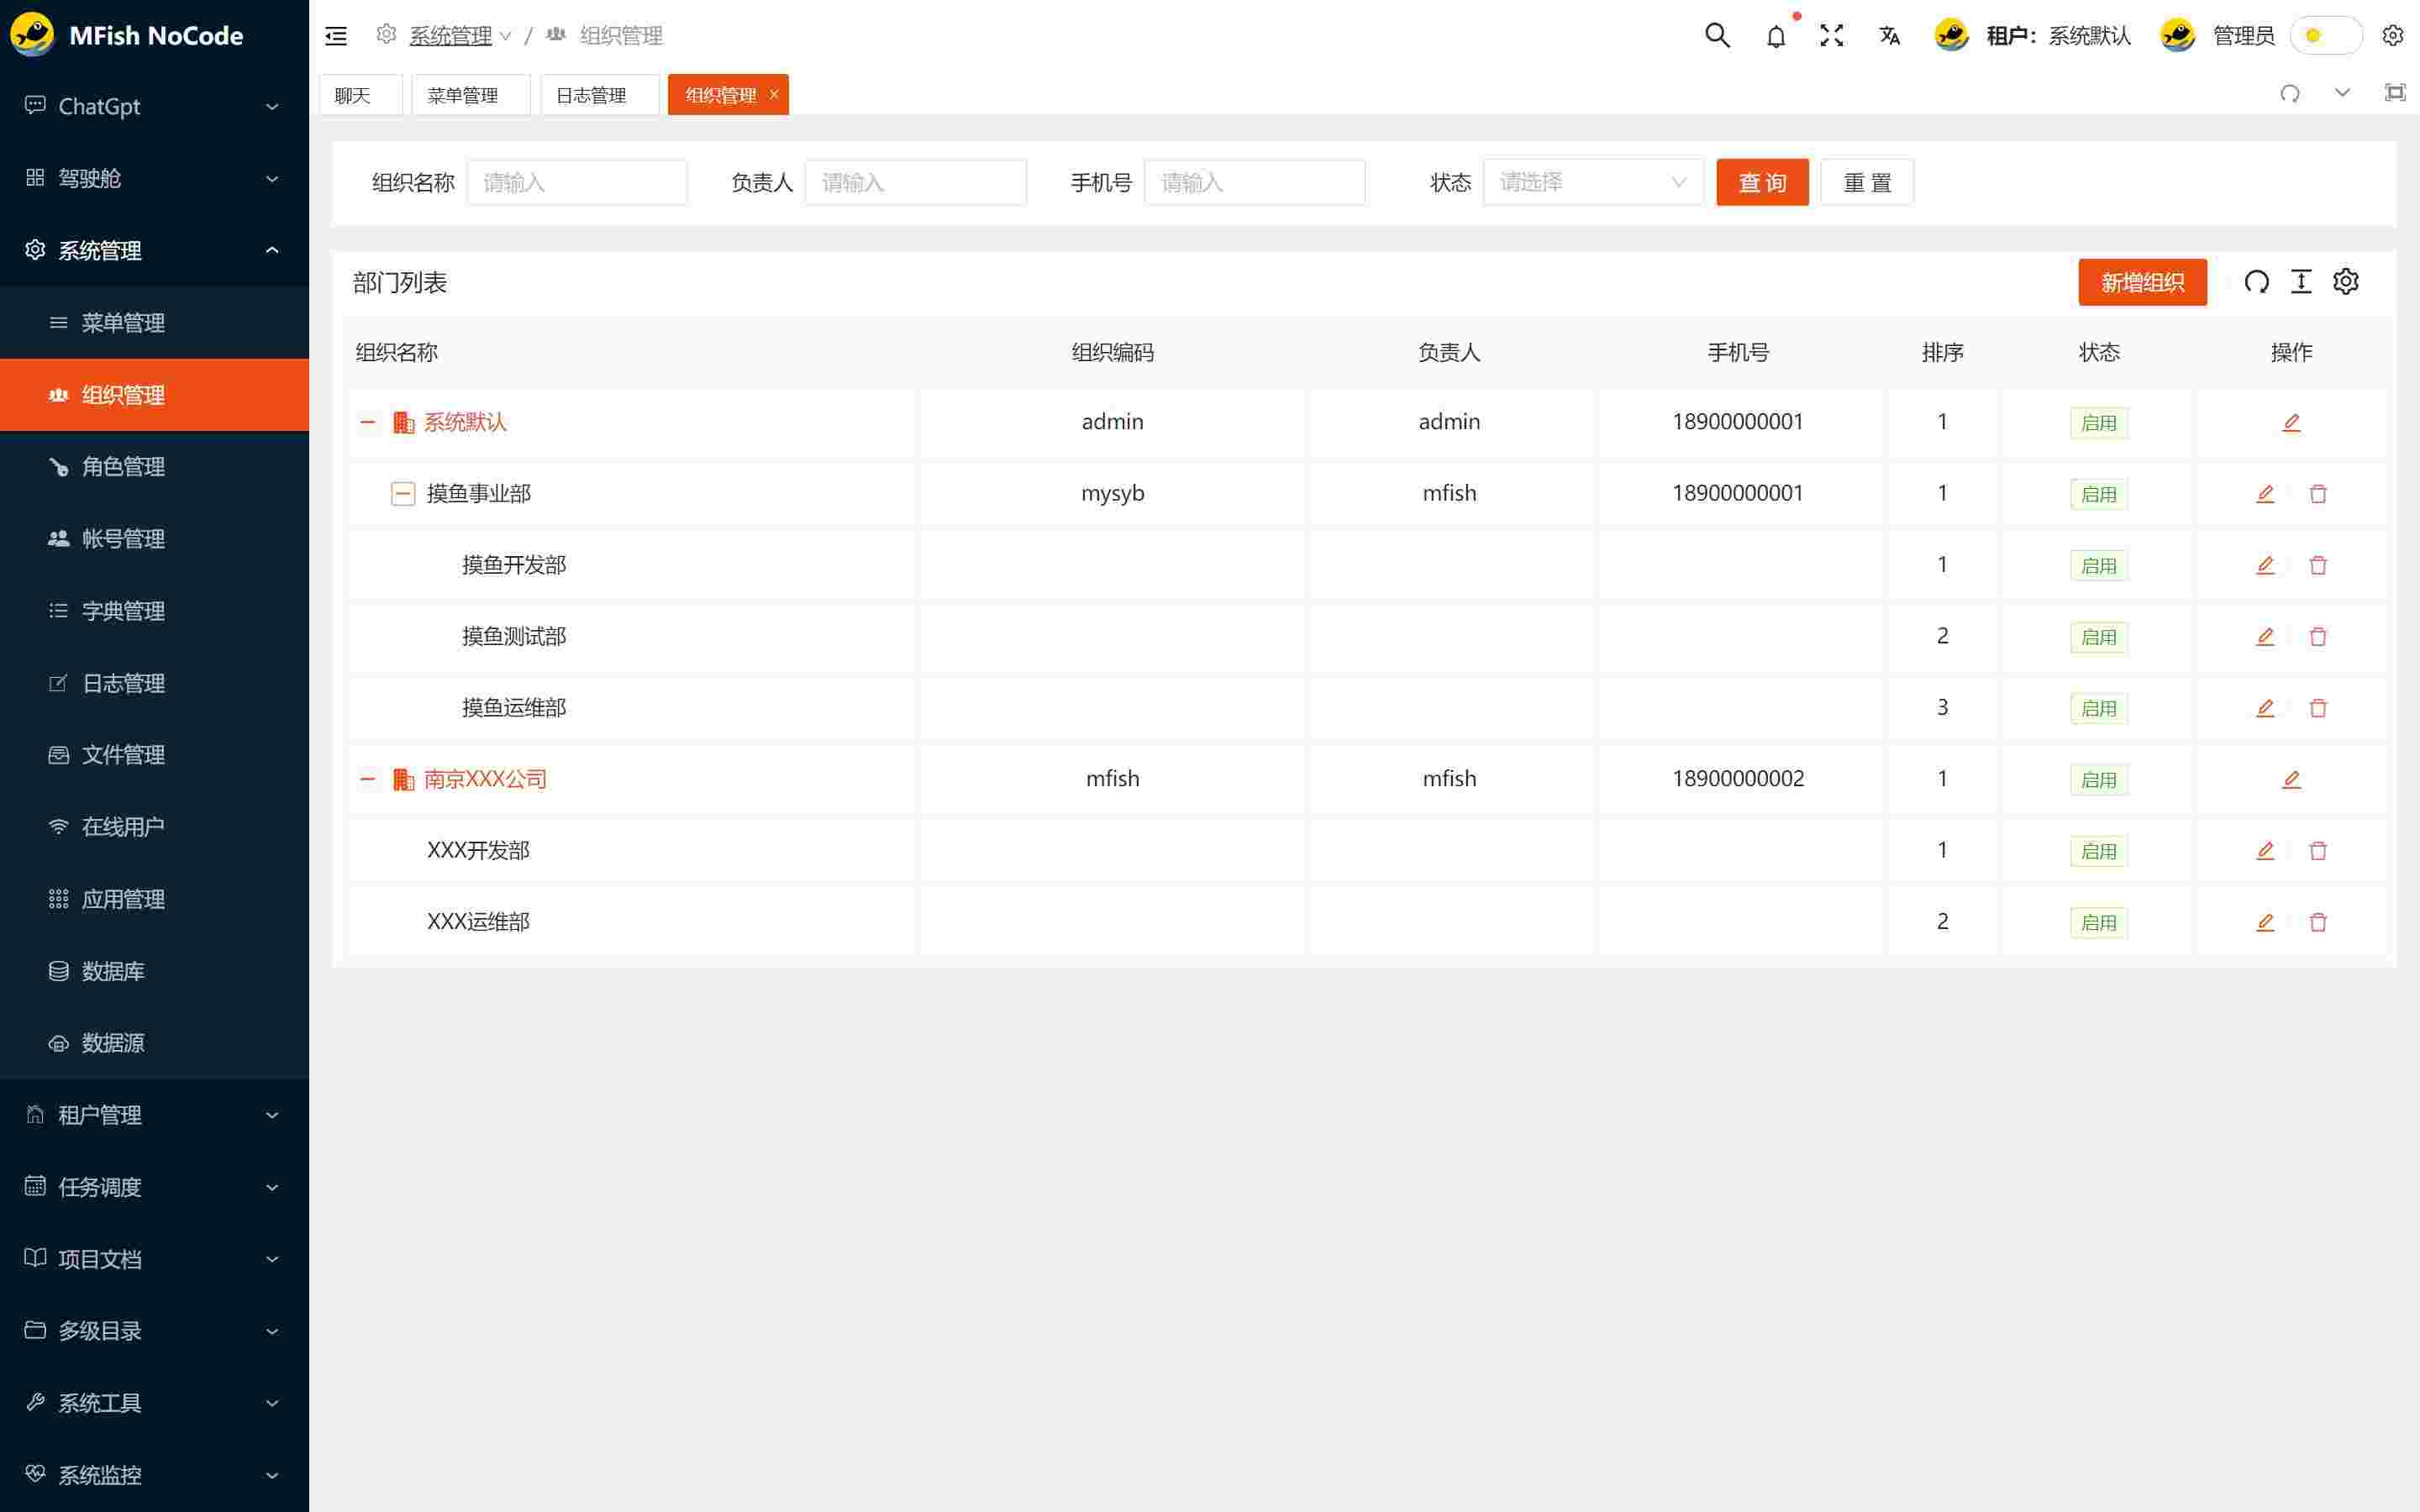 MFish NoCode
系统管理 / 组织管理
租户： 系统默认 管理员
聊天 菜单管理 日志管理 组织管理 ×
ChatGpt
驾驶舱
系统管理
菜单管理
组织管理
角色管理
帐号管理
字典管理
日志管理
文件管理
在线用户
应用管理
数据库
数据源
租户管理
任务调度
项目文档
多级目录
系统工具
系统监控
组织名称 请输入 负责人 请输入 手机号 请输入 状态 请选择 查 询 重 置
部门列表 新增组织
组织名称 组织编码 负责人 手机号 排序 状态 操作
系统默认 admin admin 18900000001 1 启用
摸鱼事业部 mysyb mfish 18900000001 1 启用
摸鱼开发部 1 启用
摸鱼测试部 2 启用
摸鱼运维部 3 启用
南京XXX公司 mfish mfish 18900000002 1 启用
XXX开发部 1 启用
XXX运维部 2 启用